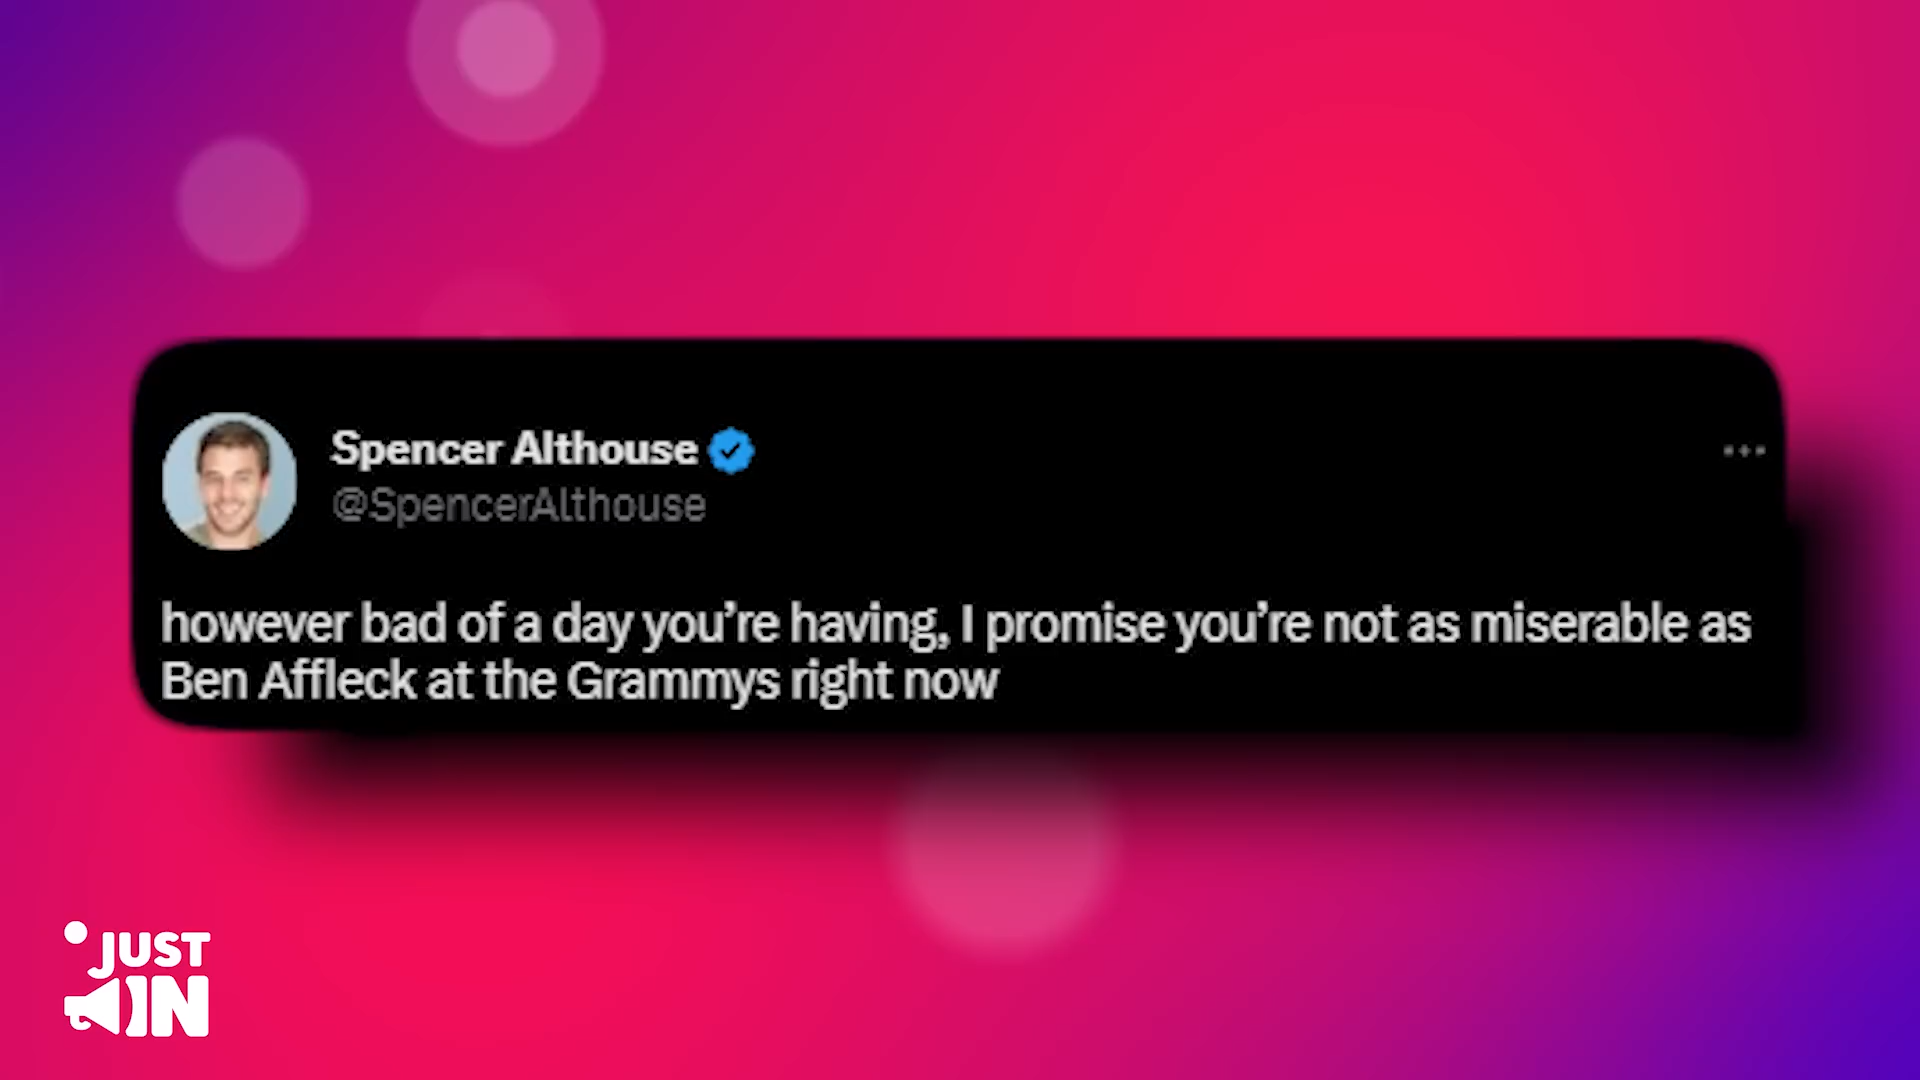 Spencer Althouse
@SpencerAlthouse
however bad of a day you’re having, I promise you’re not as miserable as
Ben Affleck at the Grammys right now
JUST
IN